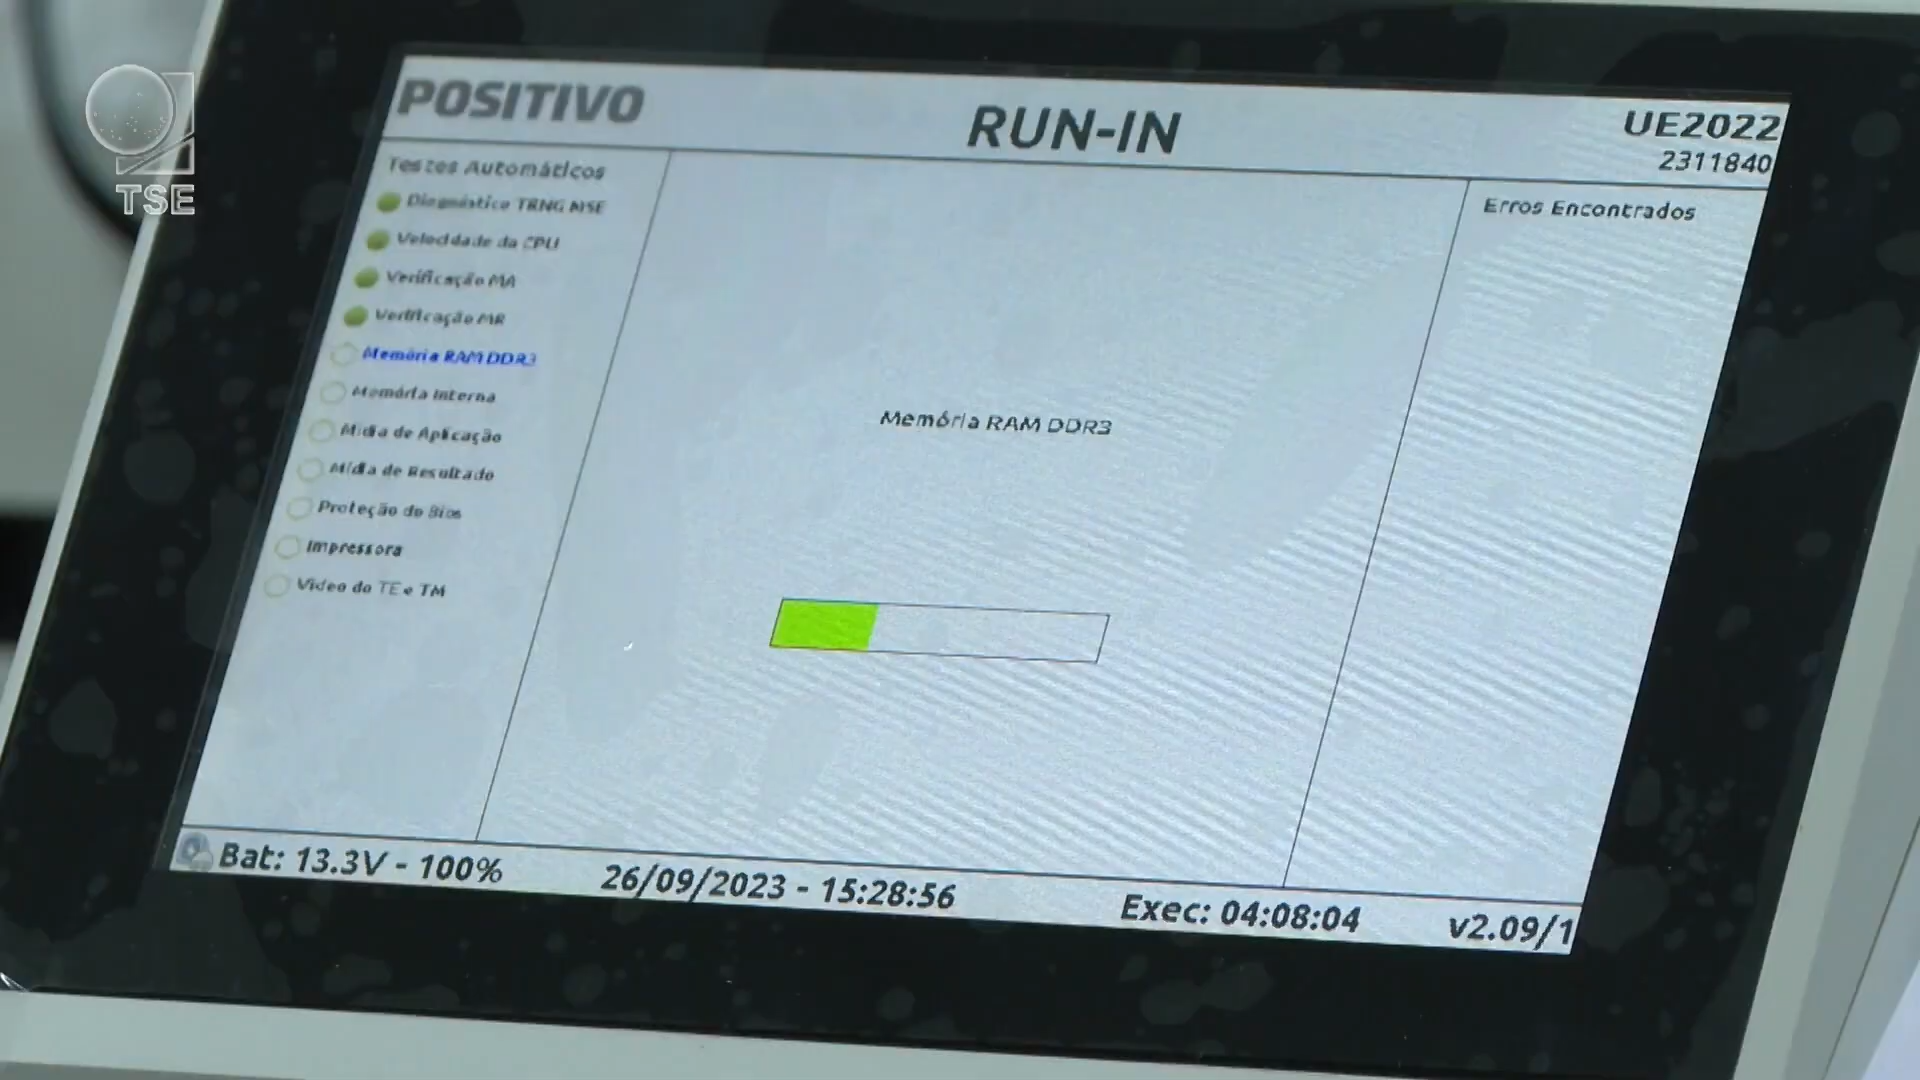 TSE
POSITIVO
RUN-IN
UE2022
2311840
Testes Automáticos
Diagnóstico TRNG MSE
Velocidade da CPU
Verificação MA
Verificação MR
Memória RAM DDR3
Memória Interna
Mídia de Aplicação
Mídia de Resultado
Proteção do Bios
Impressora
Video do TE e TM
Memória RAM DDR3
Erros Encontrados
Bat: 13.3V - 100%
26/09/2023 - 15:28:56
Exec: 04:08:04
v2.09/1